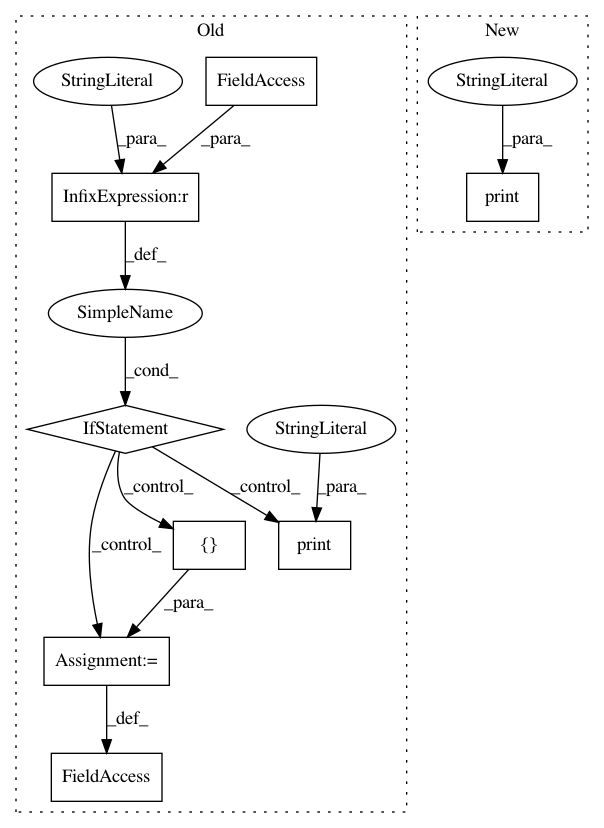 Old
New
StringLiteral
FieldAccess
StringLiteral
_para_
_para_
_para_
InfixExpression:r
print
_def_
SimpleName
_cond_
IfStatement
StringLiteral
_control_
_control_
_para_
_control_
{}
print
_para_
Assignment:=
_def_
FieldAccess